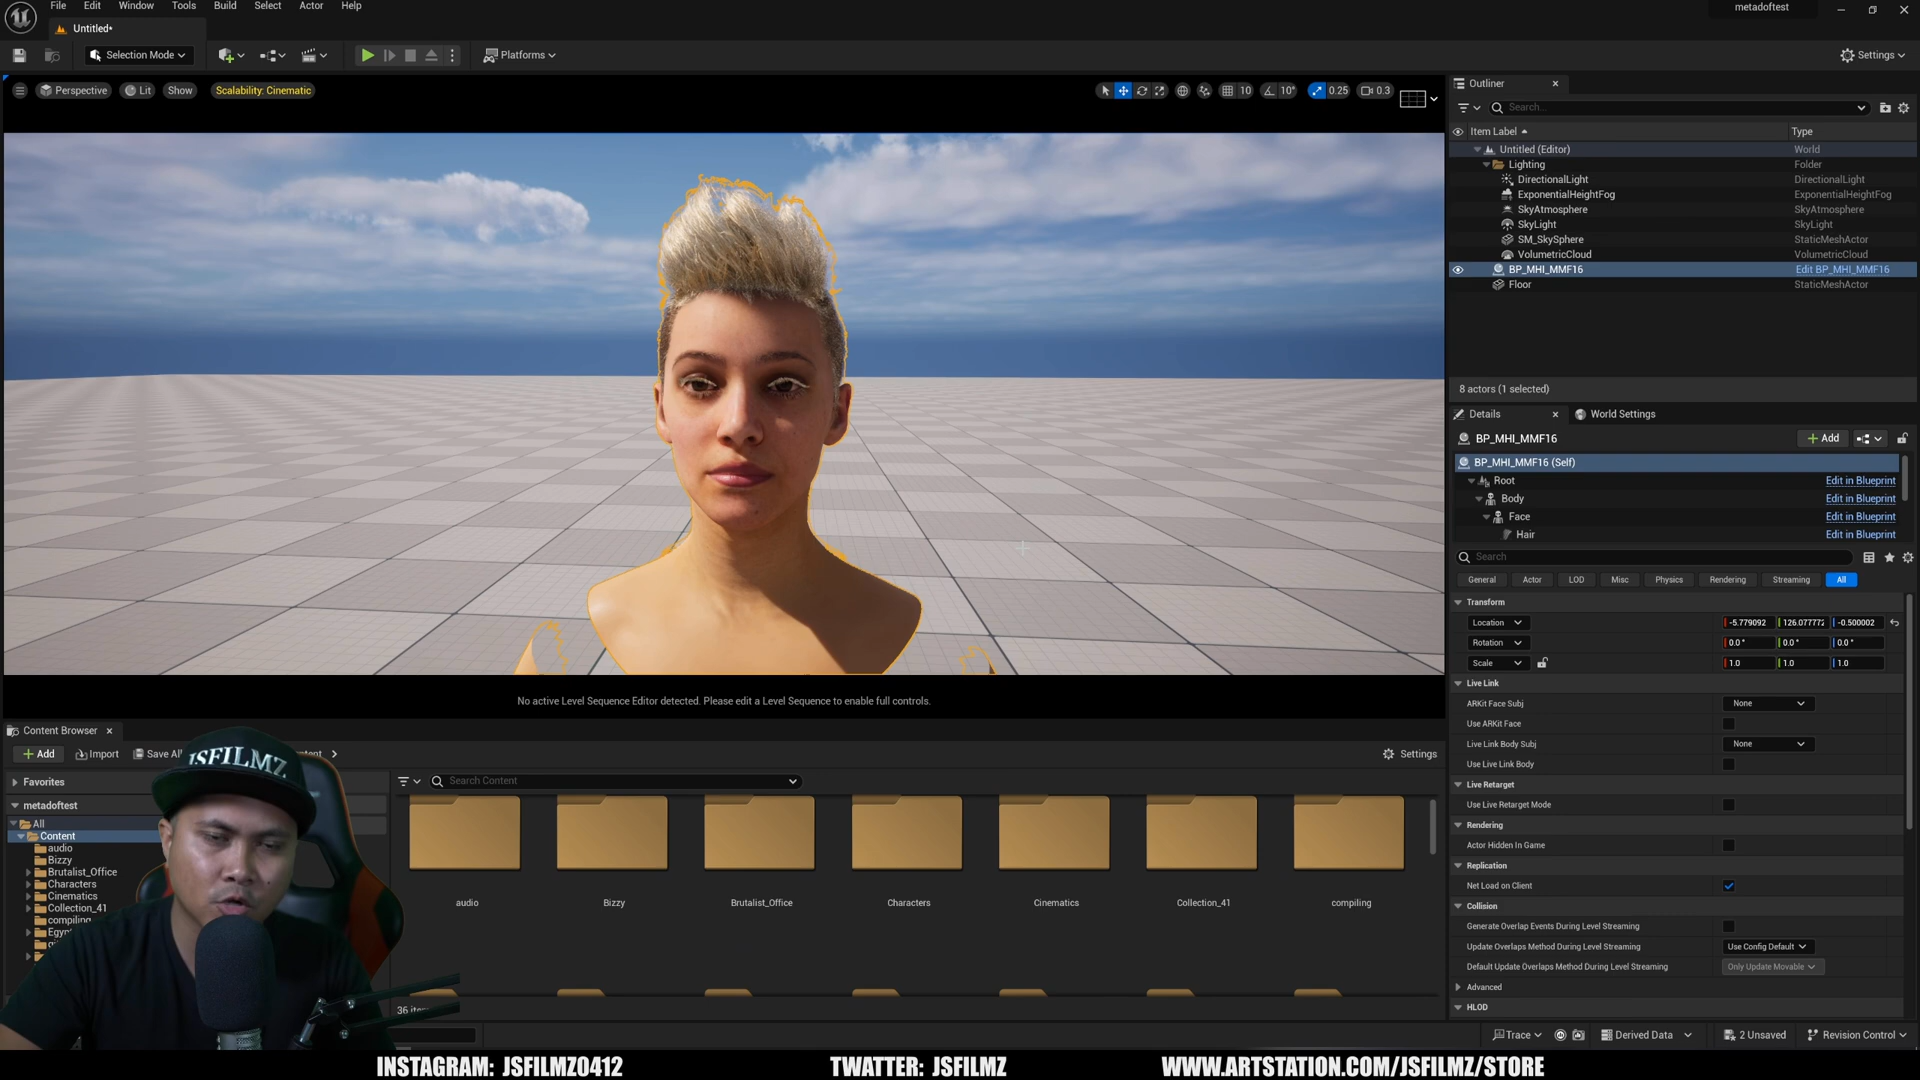 File Edit Window Tools Build Select Actor Help
metadoftest
Untitled*
Selection Mode
Platforms
Settings
Perspective Lit Show Scalability: Cinematic
10 10° 0.25 0.3
No active Level Sequence Editor detected. Please edit a Level Sequence to enable full controls.
Outliner
Search...
Item Label Type
Untitled (Editor) World
Lighting Folder
DirectionalLight DirectionalLight
ExponentialHeightFog ExponentialHeightFog
SkyAtmosphere SkyAtmosphere
SkyLight SkyLight
SM_SkySphere StaticMeshActor
VolumetricCloud VolumetricCloud
BP_MHI_MMF16 Edit BP_MHI_MMF16
Floor StaticMeshActor
8 actors (1 selected)
Details World Settings
BP_MHI_MMF16 Add
BP_MHI_MMF16 (Self)
Root Edit in Blueprint
Body Edit in Blueprint
Face Edit in Blueprint
Hair Edit in Blueprint
Search
General Actor LOD Misc Physics Rendering Streaming All
Transform
Location -5.779092 126.077772 -0.500002
Rotation 0.0° 0.0° 0.0°
Scale 1.0 1.0 1.0
Live Link
ARKit Face Subj None
Use ARKit Face
Live Link Body Subj None
Use Live Link Body
Live Retarget
Use Live Retarget Mode
Rendering
Actor Hidden In Game
Replication
Net Load on Client
Collision
Generate Overlap Events During Level Streaming
Update Overlaps Method During Level Streaming Use Config Default
Default Update Overlaps Method During Level Streaming Only Update Movable
Advanced
HLOD
Content Browser
Add Import Save All
Settings
Favorites
Search Content
metadoftest
All
Content
audio
Bizzy
Brutalist_Office
Characters
Cinematics
Collection_41
compiling
audio Bizzy Brutalist_Office Characters Cinematics Collection_41 compiling
JSFILMZ
Trace Derived Data 2 Unsaved Revision Control
INSTAGRAM: JSFILMZ0412 TWATTER: JSFILMZ WWW.ARTSTATION.COM/JSFILMZ/STORE